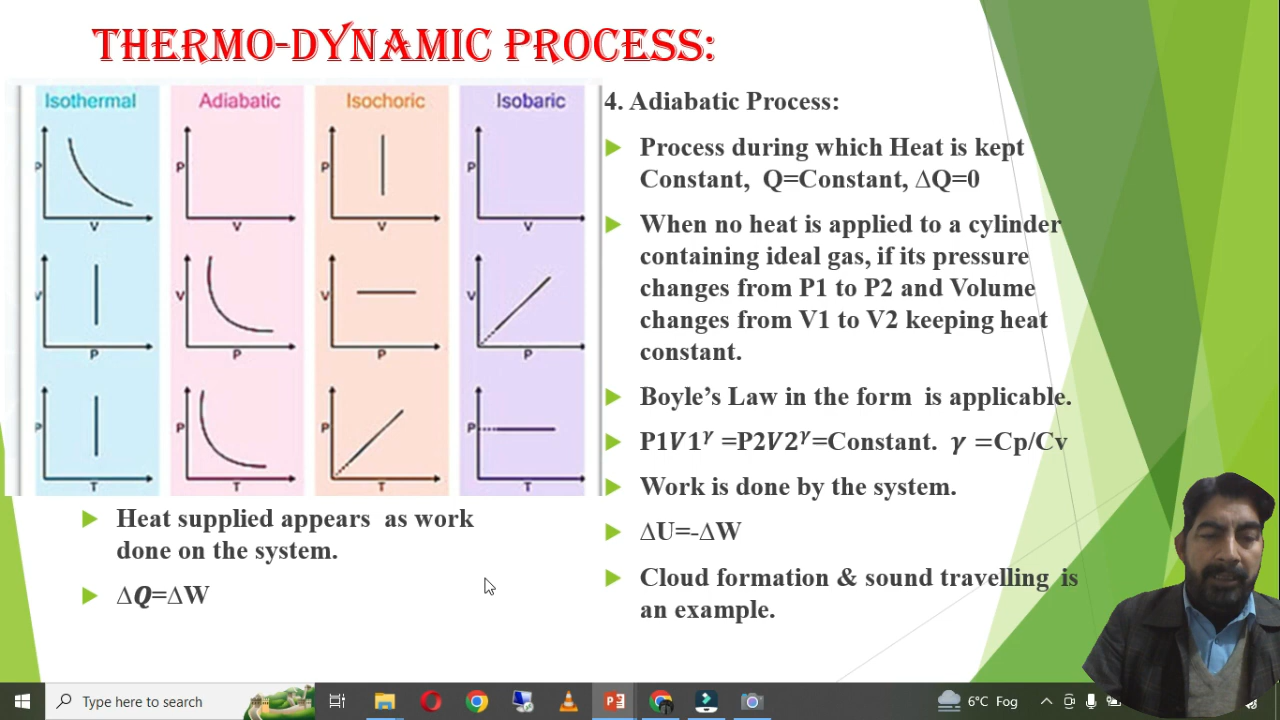 THERMO-DYNAMIC PROCESS:
Isothermal
Adiabatic
Isochoric
Isobaric
P
V
P
V
P
V
P
V
V
P
V
P
V
P
V
P
P
T
P
T
P
T
P
T
Heat supplied appears as work
done on the system.
∆Q=∆W
4. Adiabatic Process:
Process during which Heat is kept
Constant, Q=Constant, ∆Q=0
When no heat is applied to a cylinder
containing ideal gas, if its pressure
changes from P1 to P2 and Volume
changes from V1 to V2 keeping heat
constant.
Boyle’s Law in the form is applicable.
P1V1ᵞ =P2V2ᵞ=Constant. γ =Cp/Cv
Work is done by the system.
∆U=-∆W
Cloud formation & sound travelling is
an example.
Type here to search
6°C Fog